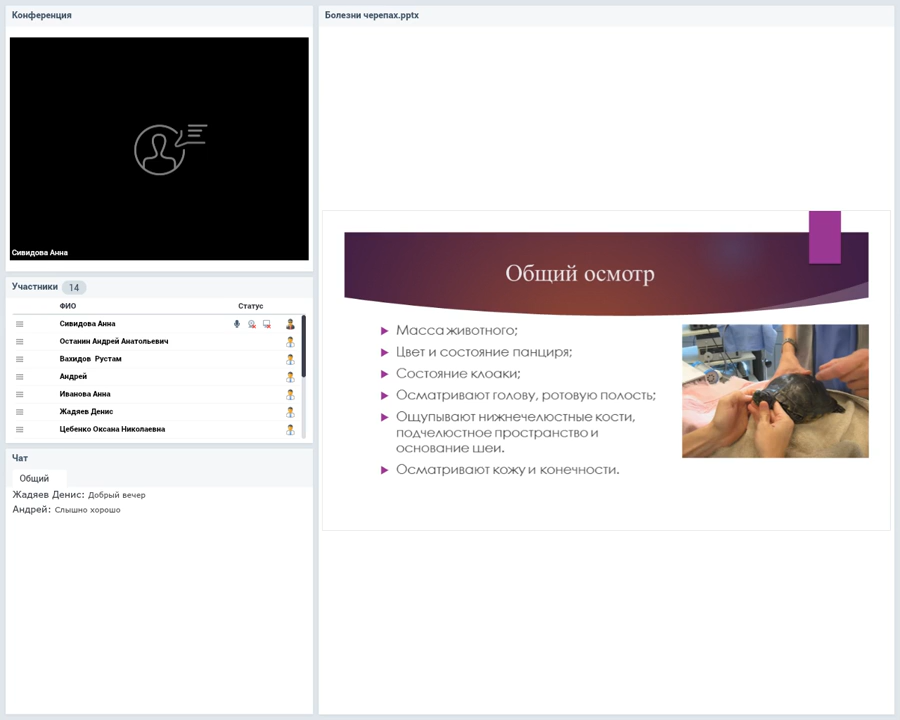 Конференция
Сивидова Анна
Участники 14
ФИО Статус
Сивидова Анна
Останин Андрей Анатольевич
Вахидов Рустам
Андрей
Иванова Анна
Жадяев Денис
Цебенко Оксана Николаевна
Чат
Общий
Жадяев Денис: Добрый вечер
Андрей: Слышно хорошо
Болезни черепах.pptx
Общий осмотр
Масса животного;
Цвет и состояние панциря;
Состояние клоаки;
Осматривают голову, ротовую полость;
Ощупывают нижнечелюстные кости,
подчелюстное пространство и
основание шеи.
Осматривают кожу и конечности.